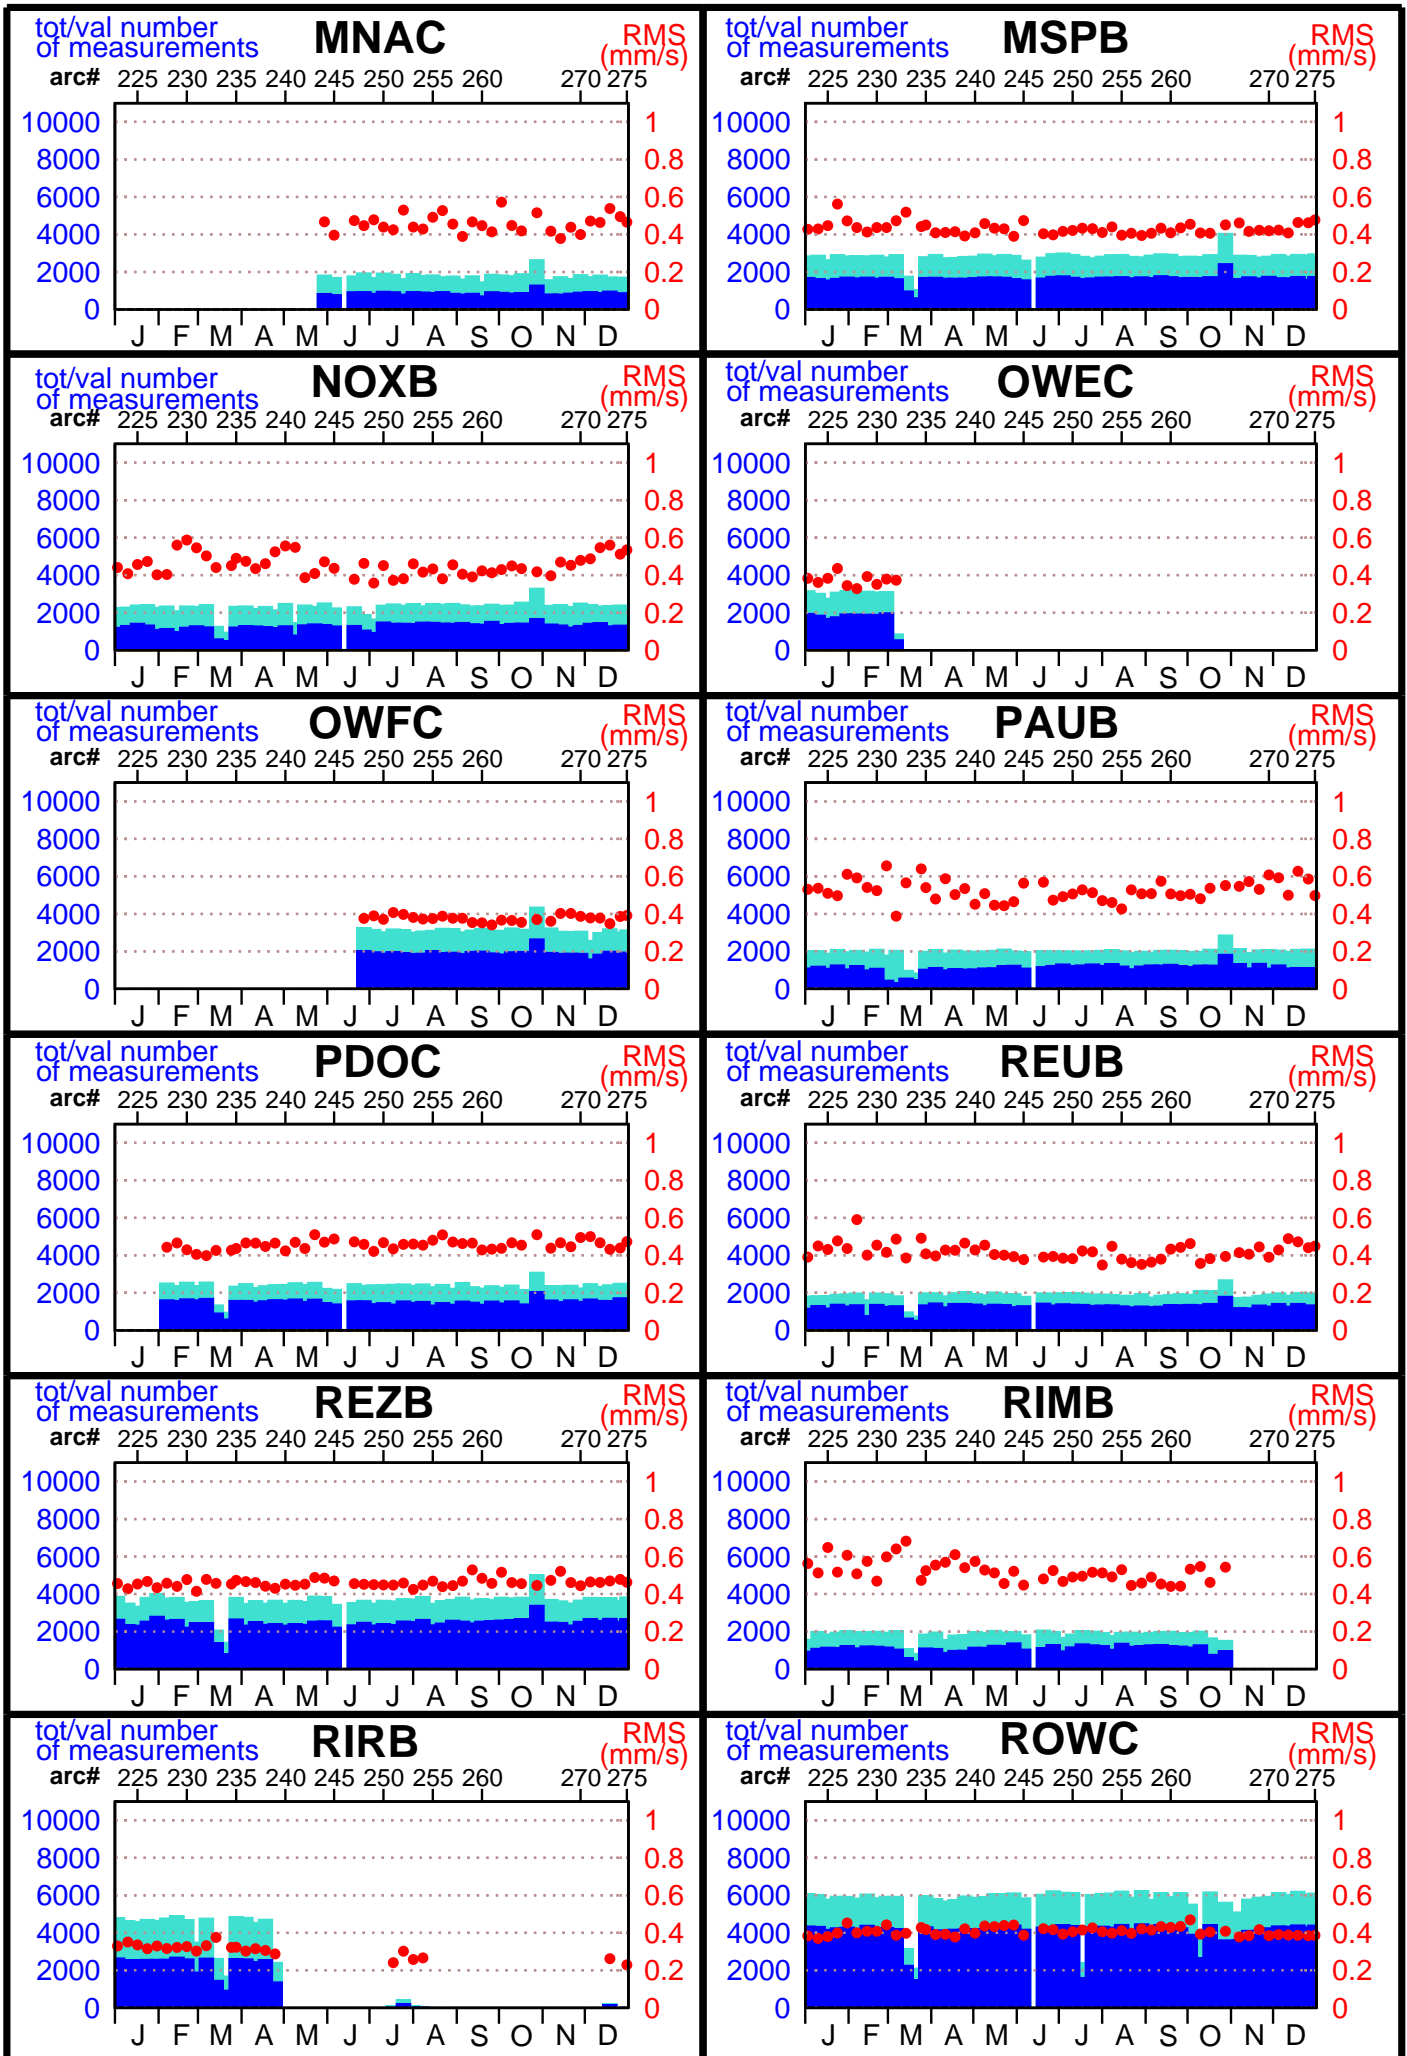 tot/val number of measurements MNAC RMS (mm/s)
arc# 225 230 235 240 245 250 255 260 270 275
10000 1
8000 0.8
6000 0.6
4000 0.4
2000 0.2
0 0
J F M A M J J A S O N D
tot/val number of measurements MSPB RMS (mm/s)
arc# 225 230 235 240 245 250 255 260 270 275
10000 1
8000 0.8
6000 0.6
4000 0.4
2000 0.2
0 0
J F M A M J J A S O N D
tot/val number of measurements NOXB RMS (mm/s)
arc# 225 230 235 240 245 250 255 260 270 275
10000 1
8000 0.8
6000 0.6
4000 0.4
2000 0.2
0 0
J F M A M J J A S O N D
tot/val number of measurements OWEC RMS (mm/s)
arc# 225 230 235 240 245 250 255 260 270 275
10000 1
8000 0.8
6000 0.6
4000 0.4
2000 0.2
0 0
J F M A M J J A S O N D
tot/val number of measurements OWFC RMS (mm/s)
arc# 225 230 235 240 245 250 255 260 270 275
10000 1
8000 0.8
6000 0.6
4000 0.4
2000 0.2
0 0
J F M A M J J A S O N D
tot/val number of measurements PAUB RMS (mm/s)
arc# 225 230 235 240 245 250 255 260 270 275
10000 1
8000 0.8
6000 0.6
4000 0.4
2000 0.2
0 0
J F M A M J J A S O N D
tot/val number of measurements PDOC RMS (mm/s)
arc# 225 230 235 240 245 250 255 260 270 275
10000 1
8000 0.8
6000 0.6
4000 0.4
2000 0.2
0 0
J F M A M J J A S O N D
tot/val number of measurements REUB RMS (mm/s)
arc# 225 230 235 240 245 250 255 260 270 275
10000 1
8000 0.8
6000 0.6
4000 0.4
2000 0.2
0 0
J F M A M J J A S O N D
tot/val number of measurements REZB RMS (mm/s)
arc# 225 230 235 240 245 250 255 260 270 275
10000 1
8000 0.8
6000 0.6
4000 0.4
2000 0.2
0 0
J F M A M J J A S O N D
tot/val number of measurements RIMB RMS (mm/s)
arc# 225 230 235 240 245 250 255 260 270 275
10000 1
8000 0.8
6000 0.6
4000 0.4
2000 0.2
0 0
J F M A M J J A S O N D
tot/val number of measurements RIRB RMS (mm/s)
arc# 225 230 235 240 245 250 255 260 270 275
10000 1
8000 0.8
6000 0.6
4000 0.4
2000 0.2
0 0
J F M A M J J A S O N D
tot/val number of measurements ROWC RMS (mm/s)
arc# 225 230 235 240 245 250 255 260 270 275
10000 1
8000 0.8
6000 0.6
4000 0.4
2000 0.2
0 0
J F M A M J J A S O N D